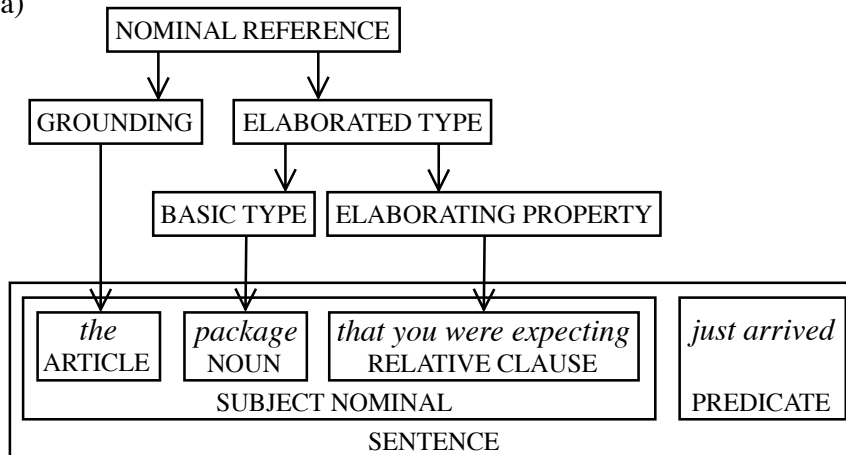 a)
NOMINAL REFERENCE
GROUNDING ELABORATED TYPE
BASIC TYPE ELABORATING PROPERTY
the package that you were expecting just arrived
ARTICLE NOUN RELATIVE CLAUSE
SUBJECT NOMINAL PREDICATE
SENTENCE